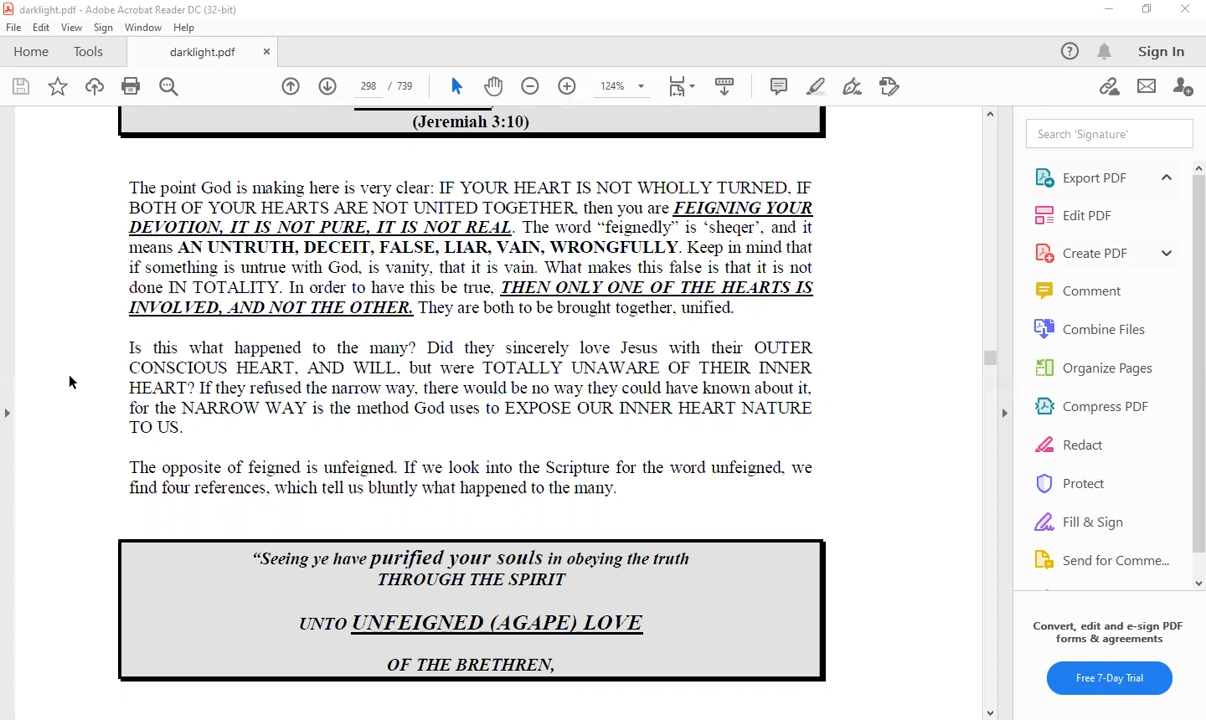 darklight.pdf - Adobe Acrobat Reader DC (32-bit)
File Edit View Sign Window Help
Home Tools darklight.pdf × Sign In
298 / 739 124%
(Jeremiah 3:10)
Search 'Signature'
The point God is making here is very clear: IF YOUR HEART IS NOT WHOLLY TURNED, IF
BOTH OF YOUR HEARTS ARE NOT UNITED TOGETHER, then you are FEIGNING YOUR
DEVOTION, IT IS NOT PURE, IT IS NOT REAL. The word “feignedly” is ‘sheqer’, and it
means AN UNTRUTH, DECEIT, FALSE, LIAR, VAIN, WRONGFULLY. Keep in mind that
if something is untrue with God, is vanity, that it is vain. What makes this false is that it is not
done IN TOTALITY. In order to have this be true, THEN ONLY ONE OF THE HEARTS IS
INVOLVED, AND NOT THE OTHER. They are both to be brought together, unified.
Is this what happened to the many? Did they sincerely love Jesus with their OUTER
CONSCIOUS HEART, AND WILL, but were TOTALLY UNAWARE OF THEIR INNER
HEART? If they refused the narrow way, there would be no way they could have known about it,
for the NARROW WAY is the method God uses to EXPOSE OUR INNER HEART NATURE
TO US.
The opposite of feigned is unfeigned. If we look into the Scripture for the word unfeigned, we
find four references, which tell us bluntly what happened to the many.
“Seeing ye have purified your souls in obeying the truth
THROUGH THE SPIRIT
UNTO UNFEIGNED (AGAPE) LOVE
OF THE BRETHREN,
Export PDF
Edit PDF
Create PDF
Comment
Combine Files
Organize Pages
Compress PDF
Redact
Protect
Fill & Sign
Send for Comme...
Convert, edit and e-sign PDF
forms & agreements
Free 7-Day Trial